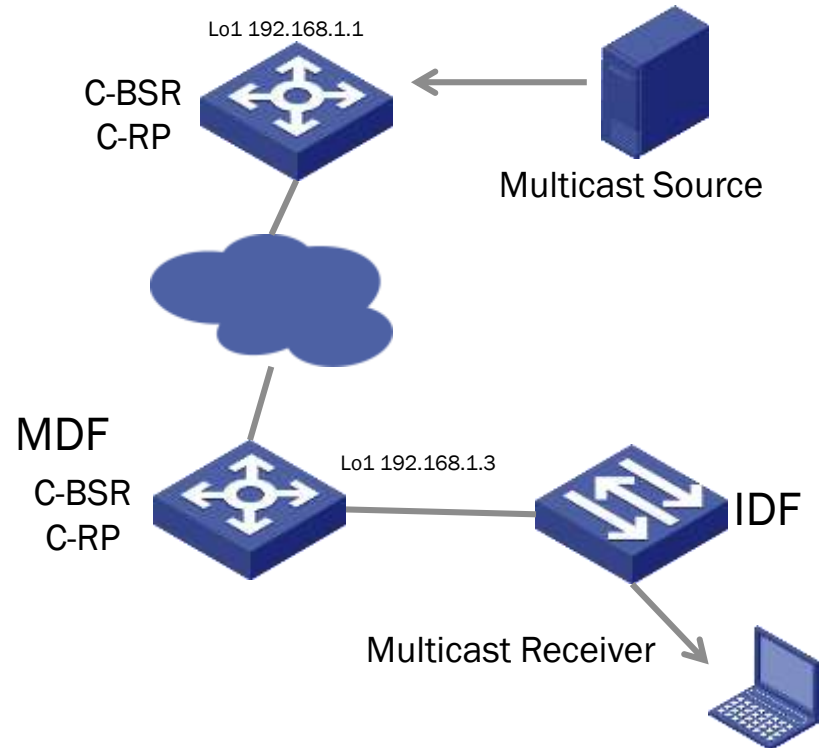 Lo1 192.168.1.1
C-BSR
C-RP
Multicast Source
MDF
Lo1 192.168.1.3
C-BSR
C-RP
IDF
Multicast Receiver